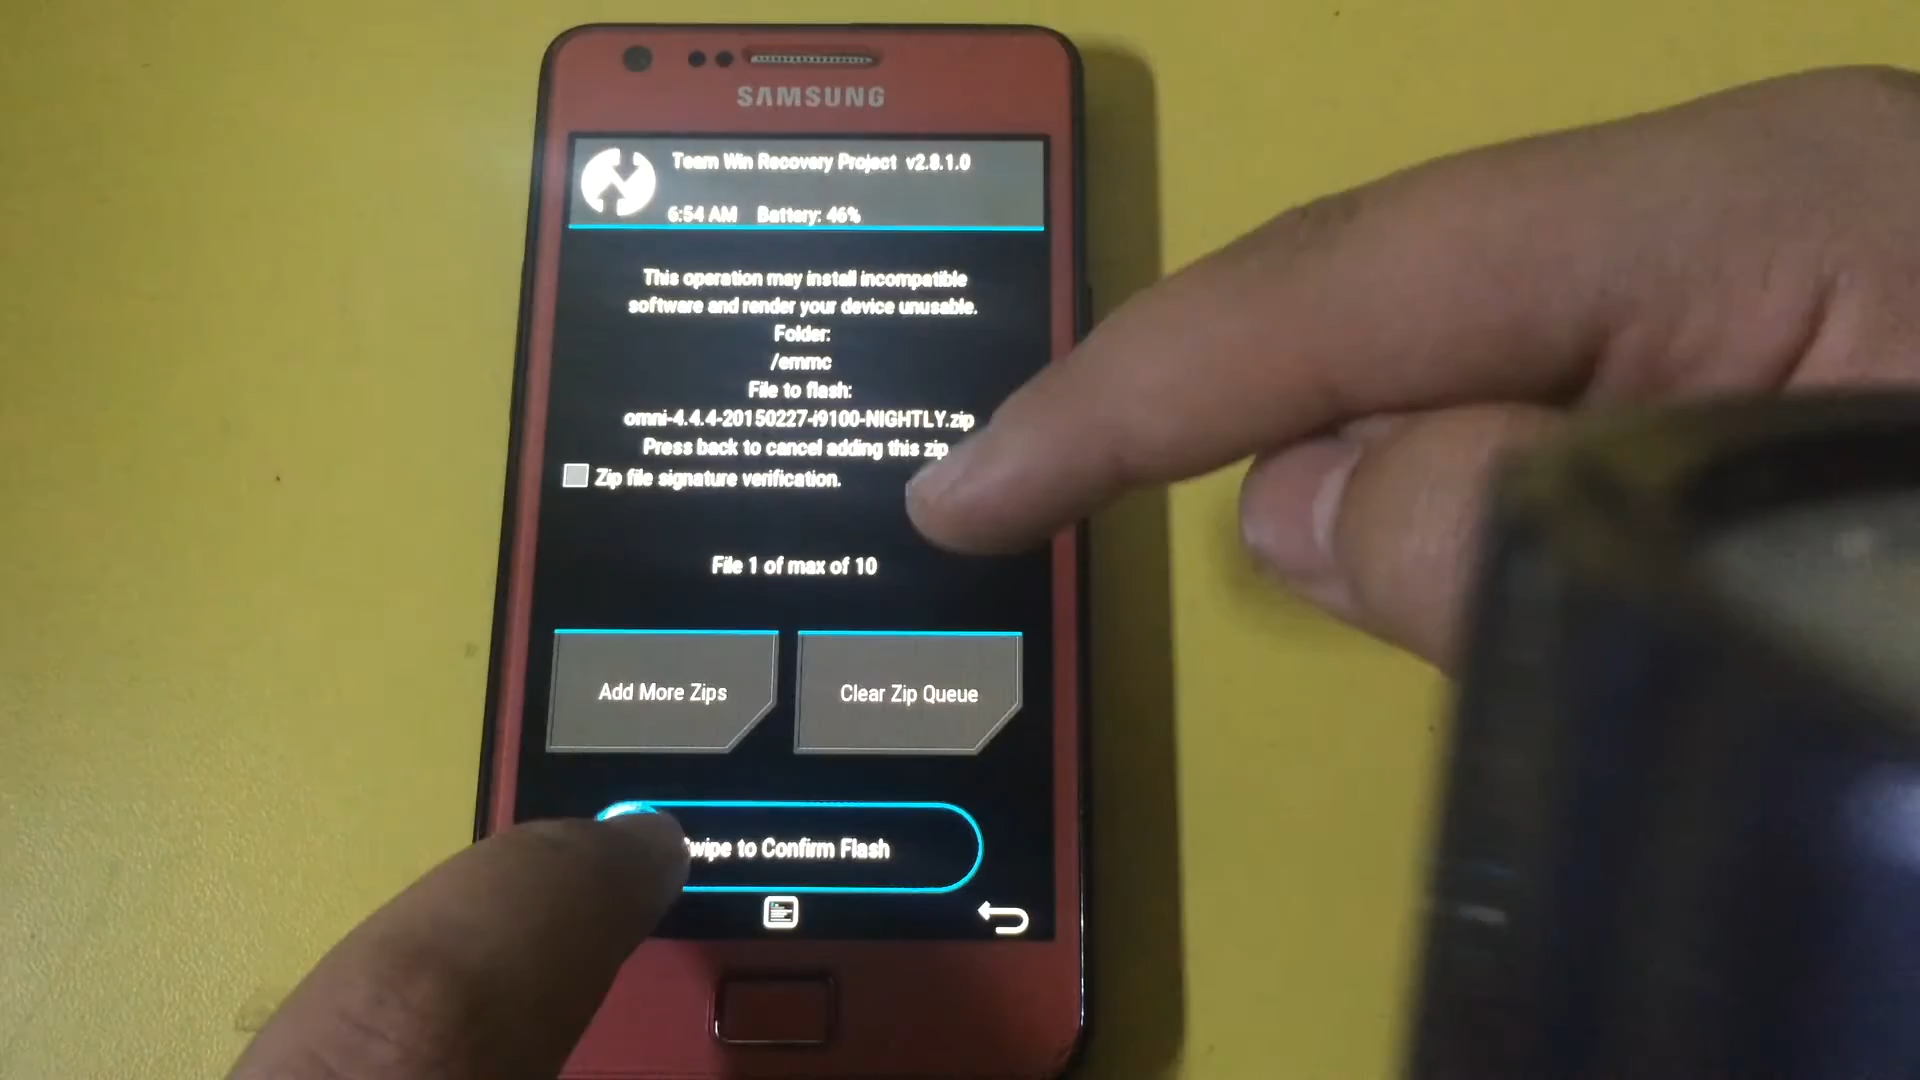 SAMSUNG
Team Win Recovery Project v2.8.1.0
6:54 AM Battery: 46%
This operation may install incompatible
software and render your device unusable.
Folder:
/emmc
File to flash:
omni-4.4.4-20150227-i9100-NIGHTLY.zip
Press back to cancel adding this zip
Zip file signature verification.
File 1 of max of 10
Add More Zips
Clear Zip Queue
wipe to Confirm Flash